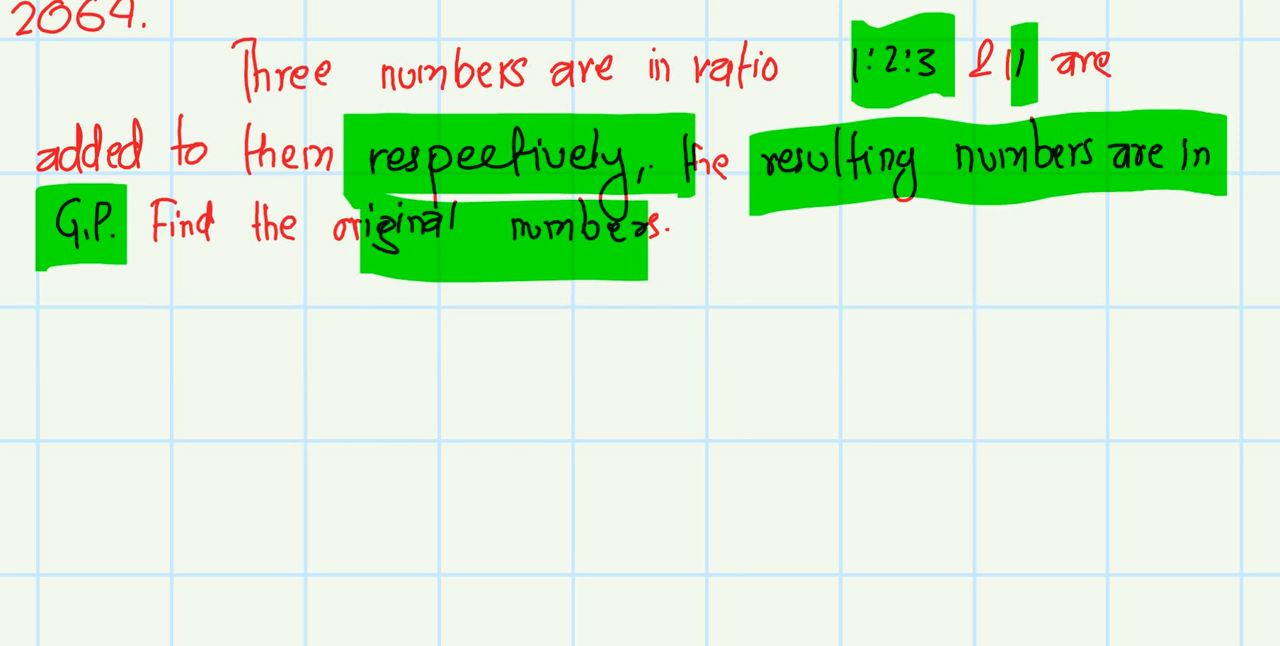 2064.
Three numbers are in ratio 1:2:3 & 11 are
added to them respectively, the resulting numbers are in
G.P. Find the original numbers.